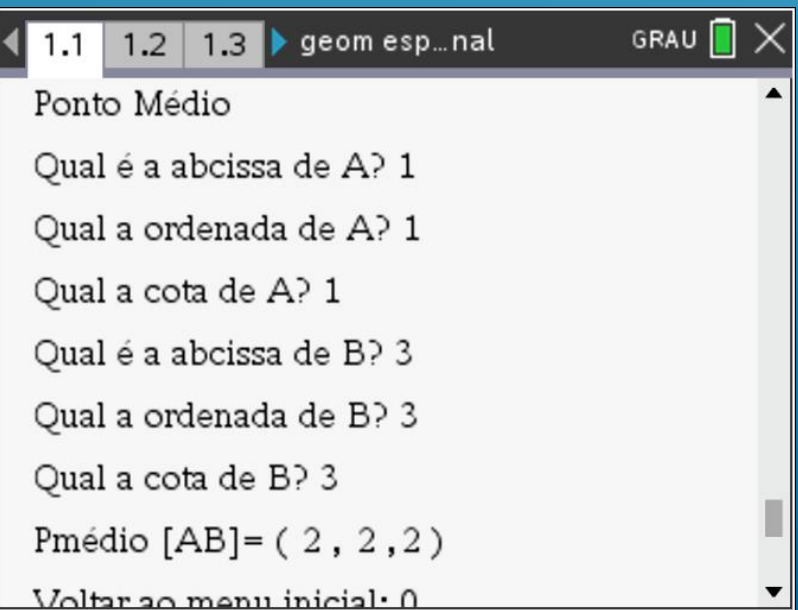 1.1 1.2 1.3 geom esp…nal GRAU
Ponto Médio
Qual é a abcissa de A? 1
Qual a ordenada de A? 1
Qual a cota de A? 1
Qual é a abcissa de B? 3
Qual a ordenada de B? 3
Qual a cota de B? 3
Pmédio [AB]= ( 2 , 2 ,2 )
Voltar ao menu inicial: 0